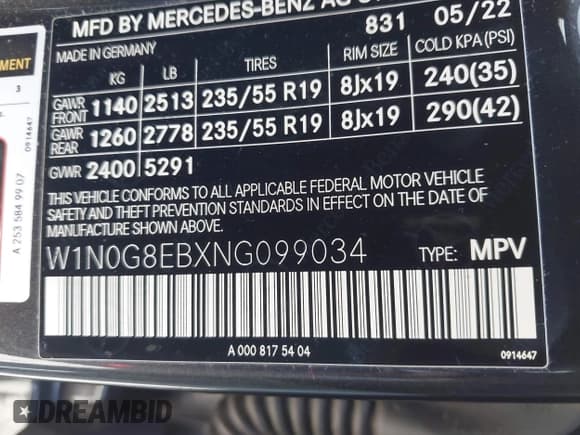 MFD BY MERCEDES-BENZ AG
831 05/22
MADE IN GERMANY
KG LB TIRES RIM SIZE COLD KPA(PSI)
GAWR FRONT 1140 2513 235/55 R19 8Jx19 240(35)
GAWR REAR 1260 2778 235/55 R19 8Jx19 290(42)
GVWR 2400 5291
THIS VEHICLE CONFORMS TO ALL APPLICABLE FEDERAL MOTOR VEHICLE
SAFETY AND THEFT PREVENTION STANDARDS IN EFFECT ON THE DATE OF
MANUFACTURE SHOWN ABOVE.
W1N0G8EBXNG099034 TYPE: MPV
A 000 817 54 04
0914647
3
0914647
A 253 584 99 07
DREAMBID